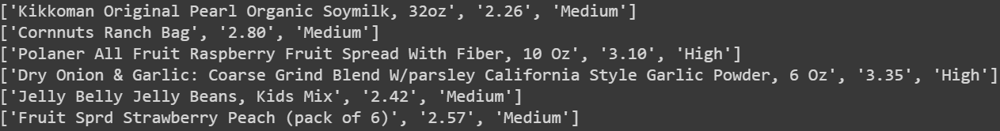 ['Kikkoman Original Pearl Organic Soymilk, 32oz', '2.26', 'Medium']
['Cornnuts Ranch Bag', '2.80', 'Medium']
['Polaner All Fruit Raspberry Fruit Spread With Fiber, 10 Oz', '3.10', 'High']
['Dry Onion & Garlic: Coarse Grind Blend W/parsley California Style Garlic Powder, 6 Oz', '3.35', 'High']
['Jelly Belly Jelly Beans, Kids Mix', '2.42', 'Medium']
['Fruit Sprd Strawberry Peach (pack of 6)', '2.57', 'Medium']